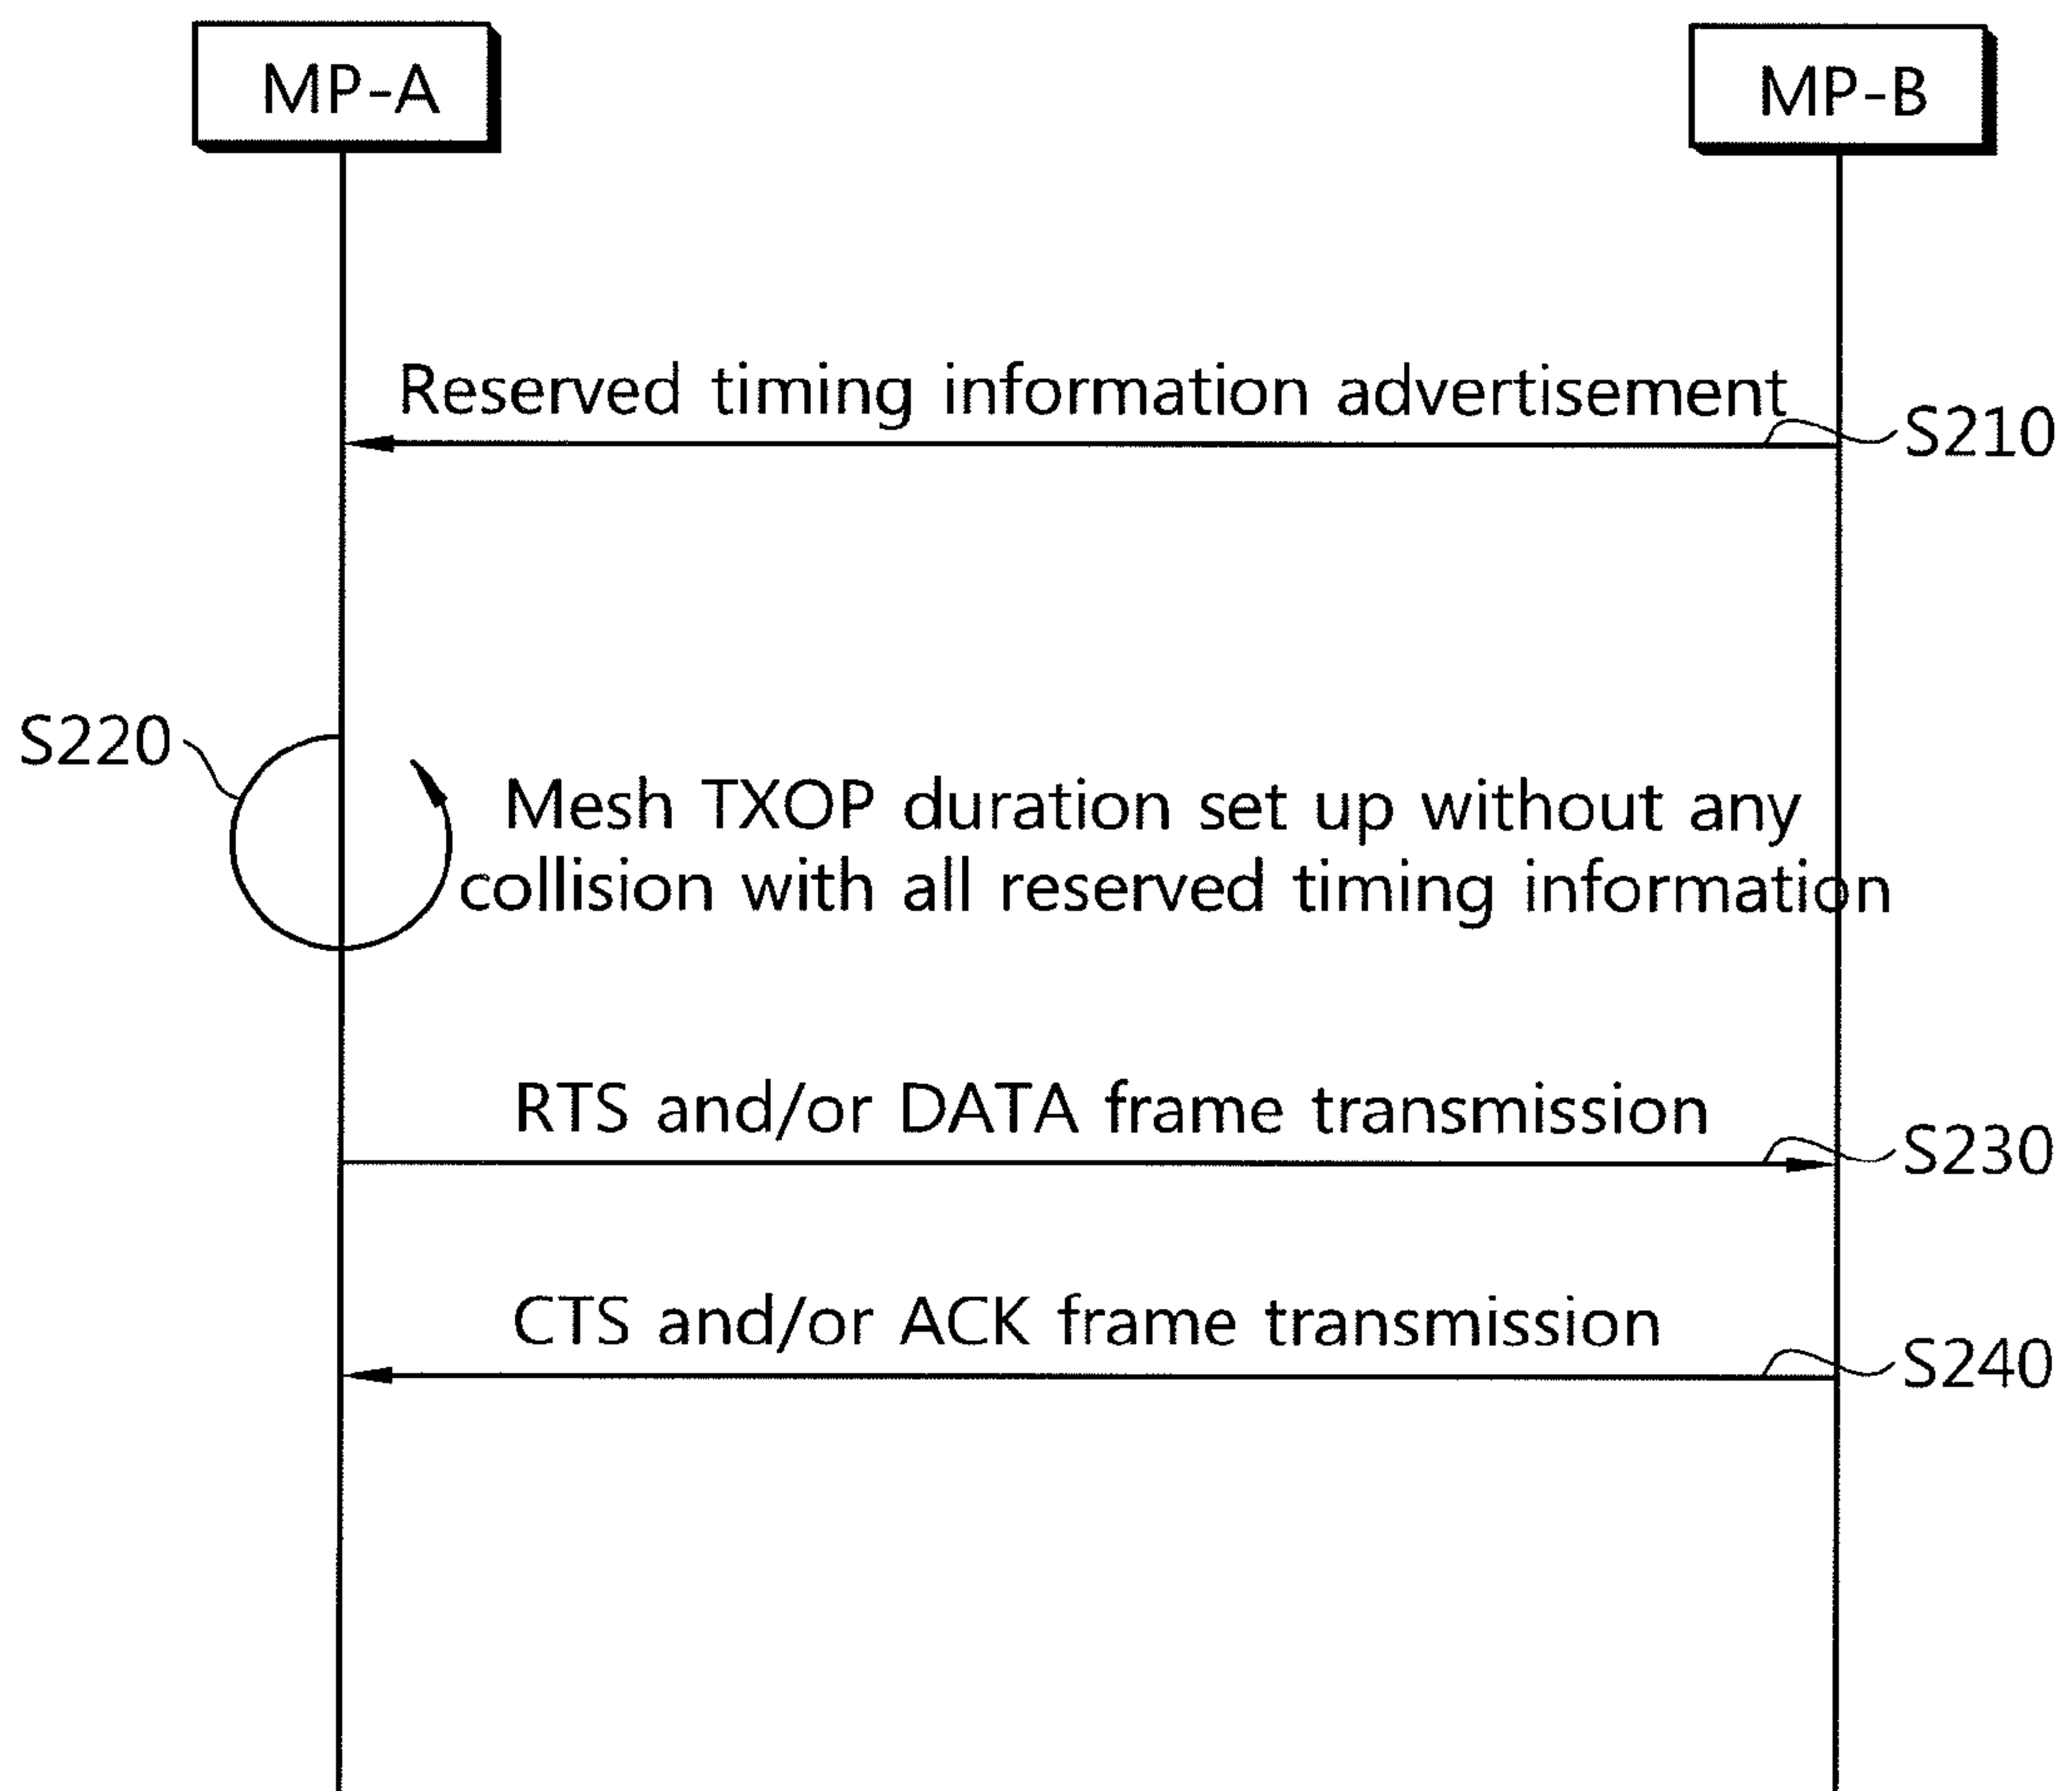 MP-A
MP-B
Reserved timing information advertisement
S210
S220
Mesh TXOP duration set up without any
collision with all reserved timing information
RTS and/or DATA frame transmission
S230
CTS and/or ACK frame transmission
S240